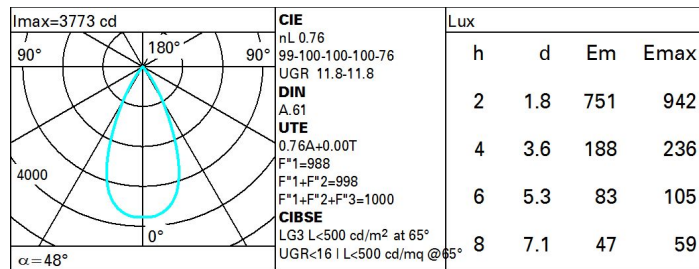 Imax=3773 cd
90°
180°
90°
4000
0°
α=48°
CIE
nL 0.76
99-100-100-100-76
UGR 11.8-11.8
DIN
A.61
UTE
0.76A+0.00T
F"1=988
F"1+F"2=998
F"1+F"2+F"3=1000
CIBSE
LG3 L<500 cd/m² at 65°
UGR<16 | L<500 cd/mq @65°
Lux
h d Em Emax
2 1.8 751 942
4 3.6 188 236
6 5.3 83 105
8 7.1 47 59